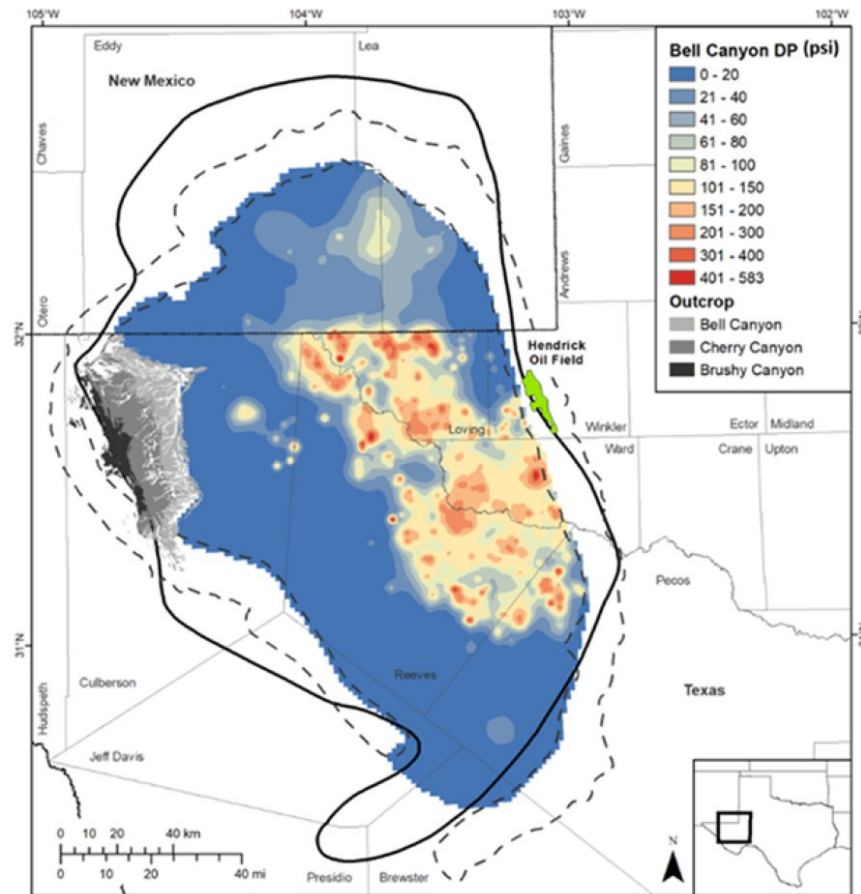 105°W
104°W
103°W
102°W
Eddy
Lea
New Mexico
Chaves
Gaines
Bell Canyon DP (psi)
0 - 20
21 - 40
41 - 60
61 - 80
81 - 100
101 - 150
151 - 200
201 - 300
301 - 400
401 - 583
Outcrop
Bell Canyon
Cherry Canyon
Brushy Canyon
Otero
Andrews
32°N
Hendrick
Oil Field
Loving
Winkler
Ector
Midland
Ward
Crane
Upton
Pecos
31°N
Reeves
Culberson
Texas
Hudspeth
Jeff Davis
0 10 20 40 km
0 10 20 40 mi
Presidio
Brewster
N